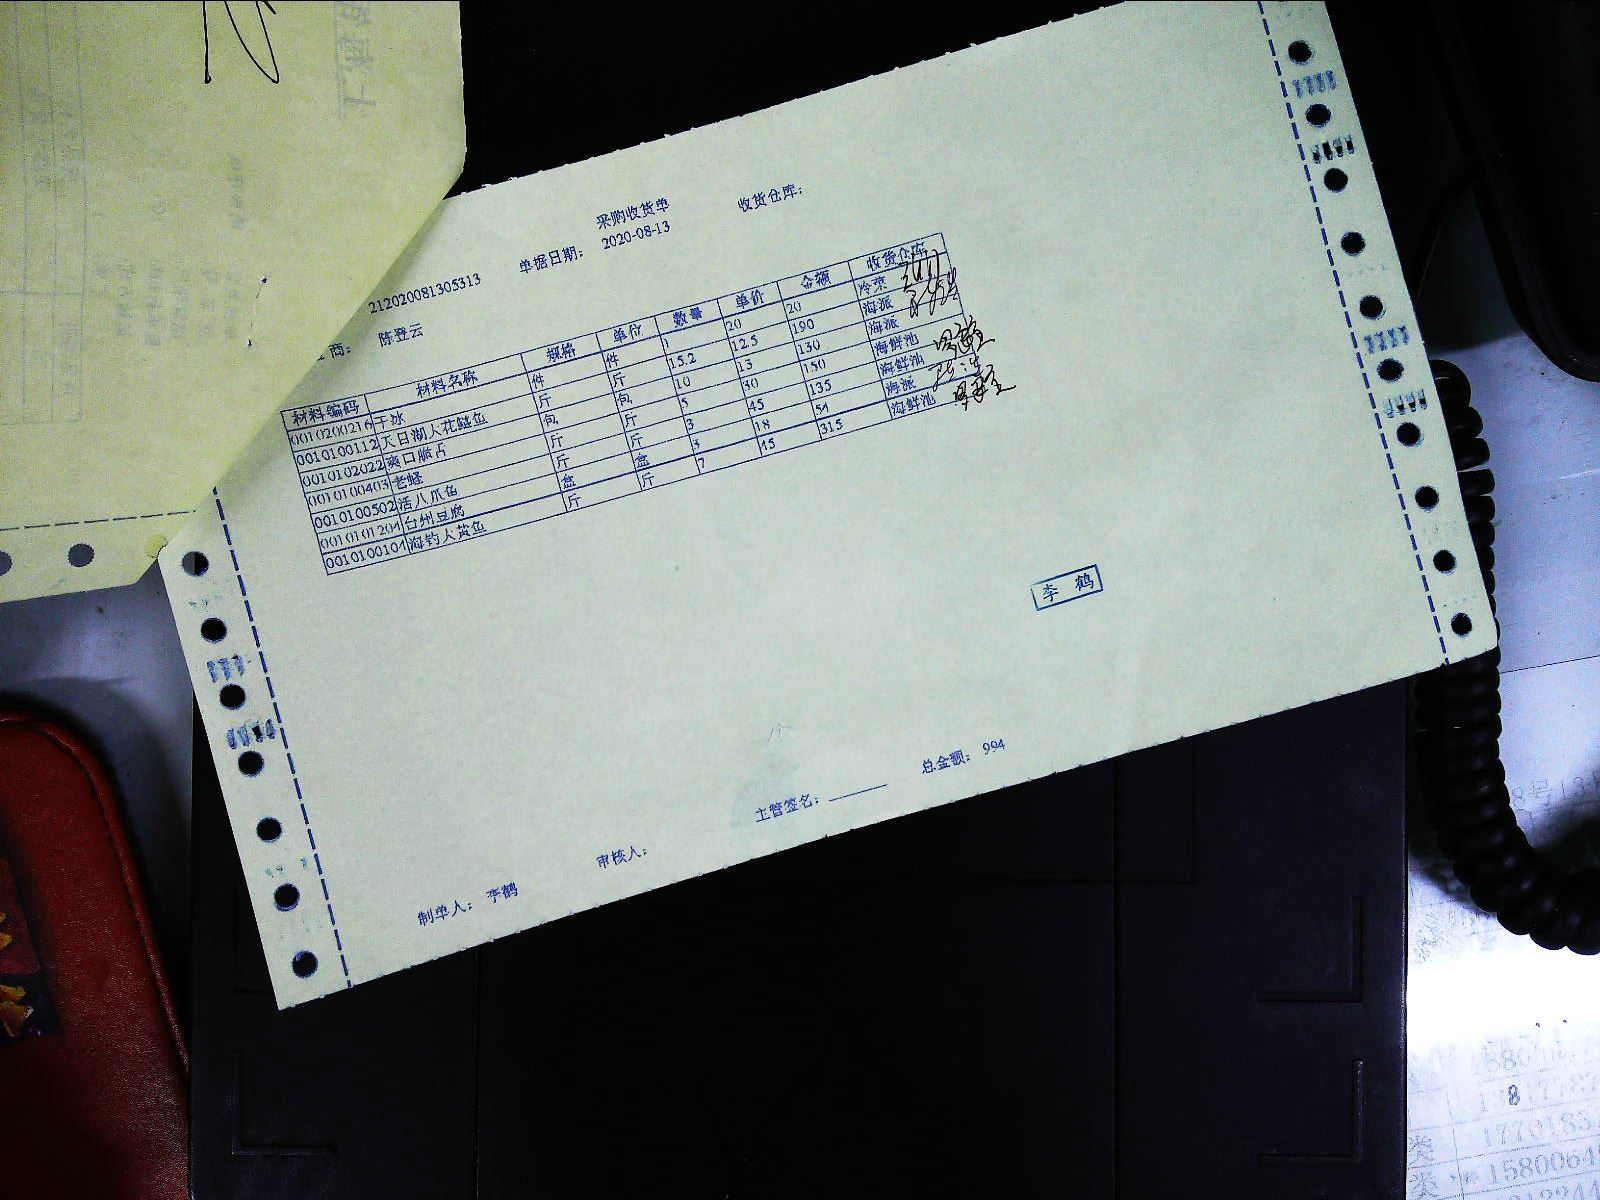 采购收货单 收货仓库:
212020081305313 单据日期: 2020-08-13
商: 陈登云
材料编码 材料名称 规格 单位 数量 单价 金额 收货仓库
0010200216 干冰 件 件 1 20 20 冷菜
0010100112 天目湖大花鲢鱼 斤 斤 15.2 12.5 190 海派
0010102022 爽口脆占 包 包 10 13 130 海派
0010100403 老蛏 斤 斤 5 30 150 海鲜池
0010100502 活八爪鱼 斤 斤 3 45 135 海鲜池
0010101204 台州豆腐 盒 盒 3 18 54 海派
0010100104 海钓大黄鱼 斤 斤 7 45 315 海鲜池
李 鹤
主管签名: 总金额: 994
制单人: 李鹤 审核人: